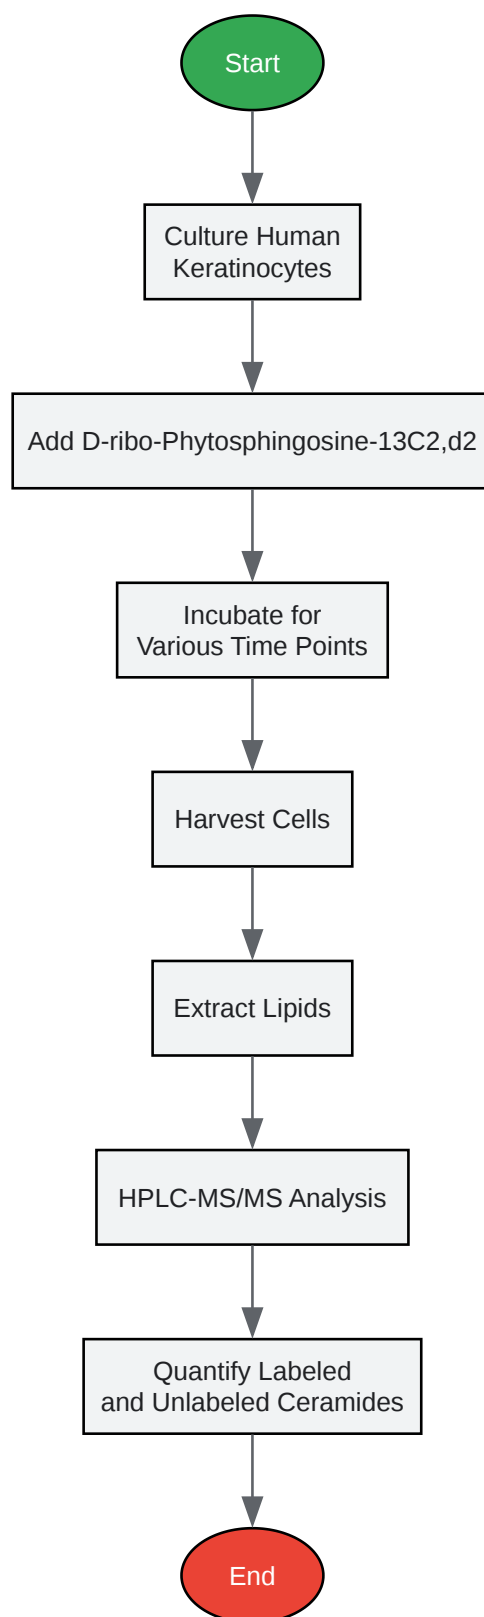 Start
Culture Human
Keratinocytes
Add D-ribo-Phytosphingosine-13C2,d2
Incubate for
Various Time Points
Harvest Cells
Extract Lipids
HPLC-MS/MS Analysis
Quantify Labeled
and Unlabeled Ceramides
End